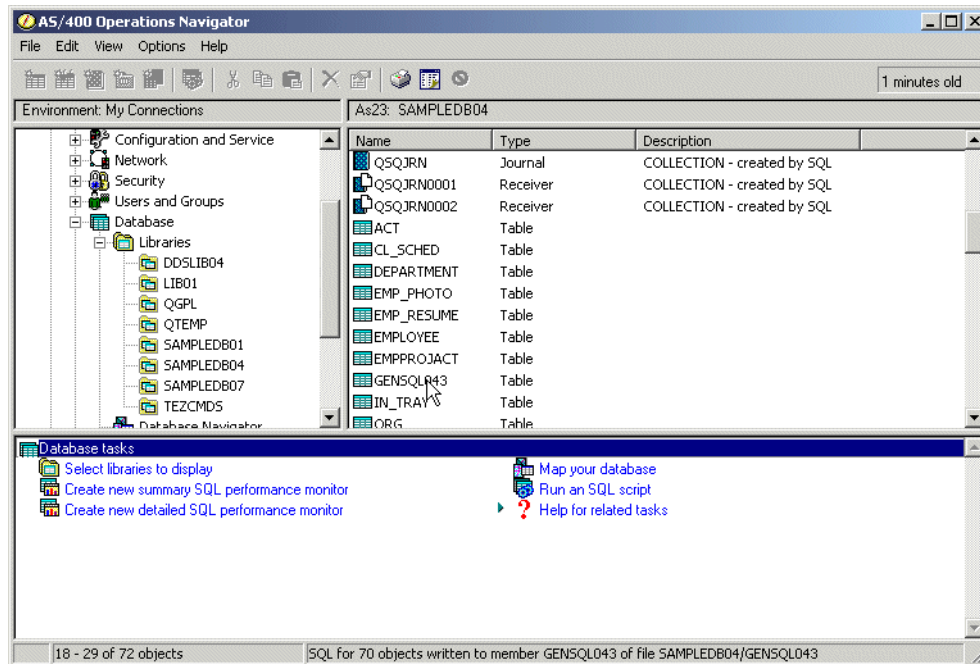 AS/400 Operations Navigator
File Edit View Options Help
1 minutes old
Environment: My Connections
As23: SAMPLEDB04
Configuration and Service
Network
Security
Users and Groups
Database
Libraries
DDSLIB04
LIB01
QGPL
QTEMP
SAMPLEDB01
SAMPLEDB04
SAMPLEDB07
TEZCMDS
Database Navigator
Name Type Description
QSQJRN Journal COLLECTION - created by SQL
QSQJRN0001 Receiver COLLECTION - created by SQL
QSQJRN0002 Receiver COLLECTION - created by SQL
ACT Table
CL_SCHED Table
DEPARTMENT Table
EMP_PHOTO Table
EMP_RESUME Table
EMPLOYEE Table
EMPPROJACT Table
GENSQL043 Table
IN_TRAY Table
ORG Table
Database tasks
Select libraries to display
Create new summary SQL performance monitor
Create new detailed SQL performance monitor
Map your database
Run an SQL script
? Help for related tasks
18 - 29 of 72 objects
SQL for 70 objects written to member GENSQL043 of file SAMPLEDB04/GENSQL043